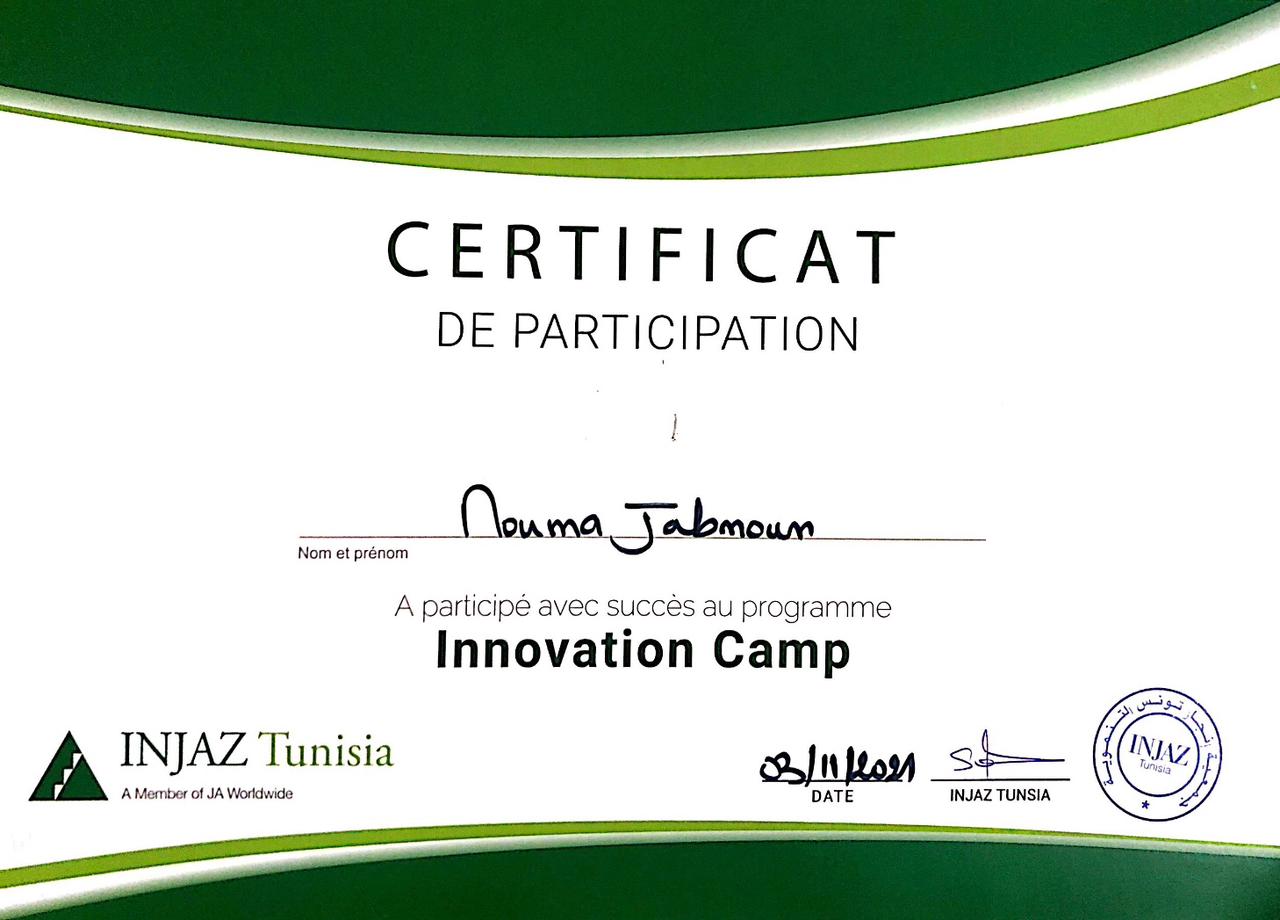 CERTIFICAT
DE PARTICIPATION
Nouma Jabnoun
Nom et prénom
A participé avec succès au programme
Innovation Camp
INJAZ Tunisia
A Member of JA Worldwide
03/11/2021
DATE
INJAZ TUNSIA
جمعية إنجاز تونس التنموية
INJAZ
Tunisia